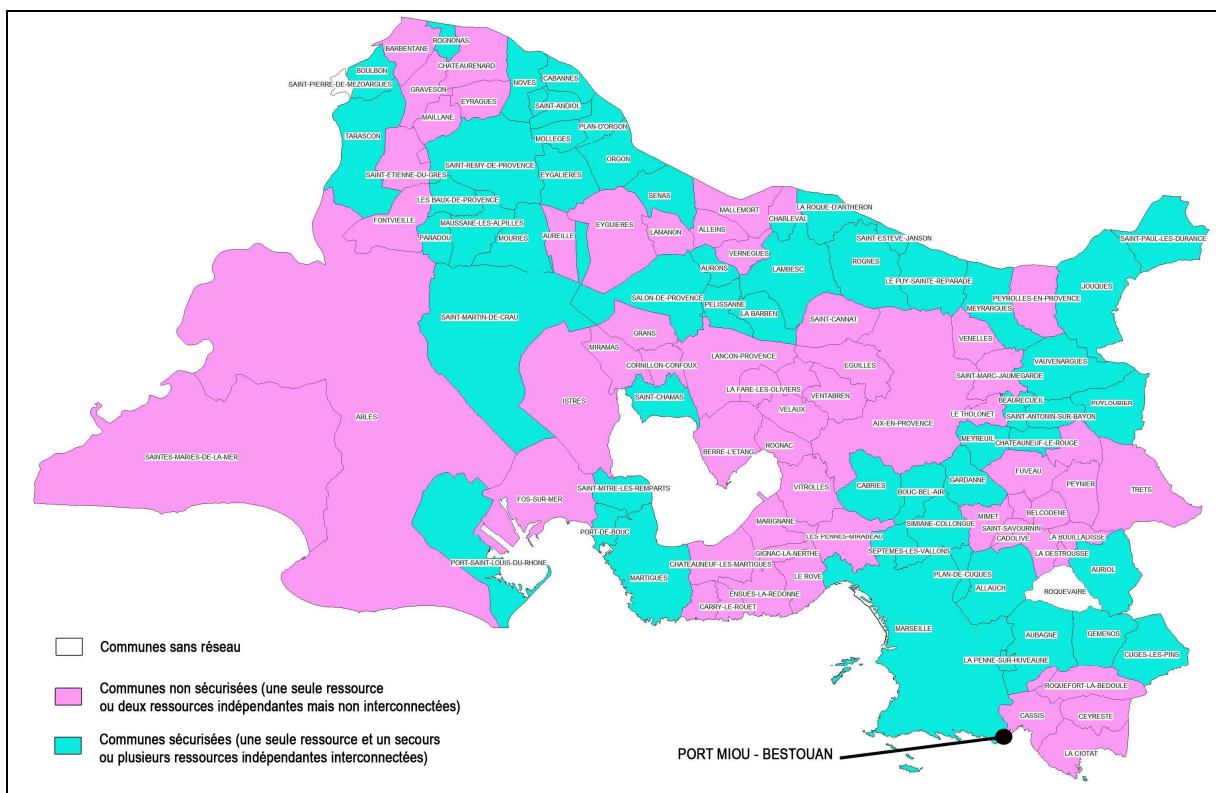 ROGNONAS
BARBENTANE
CHATEAURENARD
BOULBON
NOVES
CABANNES
SAINT-PIERRE-DE-MEZOARGUES
GRAVESON
EYRAGUES
SAINT-ANDIOL
MAILLANE
PLAN-D'ORGON
TARASCON
MOLLEGES
ORGON
SAINT-REMY-DE-PROVENCE
SAINT-ETIENNE-DU-GRES
EYGALIERES
SENAS
LES BAUX-DE-PROVENCE
MALLEMORT
LA ROQUE-D'ANTHERON
FONTVIEILLE
MAUSSANE-LES-ALPILLES
EYGUIERES
CHARLEVAL
PARADOU
MOURIES
AUREILLE
LAMANON
ALLEINS
SAINT-ESTEVE-JANSON
SAINT-PAUL-LES-DURANCE
VERNEGUES
ROGNES
AURONS
LAMBESC
LE PUY-SAINTE-REPARADE
JOUQUES
SALON-DE-PROVENCE
PELISSANNE
PEYROLLES-EN-PROVENCE
MEYRARGUES
LA BARBEN
SAINT-MARTIN-DE-CRAU
SAINT-CANNAT
GRANS
VENELLES
MIRAMAS
LANCON-PROVENCE
VAUVENARGUES
CORNILLON-CONFOUX
EGUILLES
SAINT-MARC-JAUMEGARDE
LA FARE-LES-OLIVIERS
SAINT-CHAMAS
VENTABREN
BEAURECUEIL
PUYLOUBIER
ISTRES
VELAUX
LE THOLONET
SAINT-ANTONIN-SUR-BAYON
ARLES
AIX-EN-PROVENCE
ROGNAC
MEYREUIL
CHATEAUNEUF-LE-ROUGE
SAINTES-MARIES-DE-LA-MER
BERRE-L'ETANG
FUVEAU
GARDANNE
PEYNIER
SAINT-MITRE-LES-REMPARTS
VITROLLES
CABRIES
BOUC-BEL-AIR
TRETS
FOS-SUR-MER
BELCODENE
MIMET
MARIGNANE
SIMIANE-COLLONGUE
SAINT-SAVOURNIN
PORT-DE-BOUC
LES PENNES-MIRABEAU
CADOLIVE
LA BOUILLADISSE
GIGNAC-LA-NERTHE
SEPTEMES-LES-VALLONS
LA DESTROUSSE
PORT-SAINT-LOUIS-DU-RHONE
CHATEAUNEUF-LES-MARTIGUES
AURIOL
MARTIGUES
LE ROVE
PLAN-DE-CUQUES
ALLAUCH
ROQUEVAIRE
ENSUES-LA-REDONNE
CARRY-LE-ROUET
MARSEILLE
AUBAGNE
GEMENOS
CUGES-LES-PINS
LA PENNE-SUR-HUVEAUNE
ROQUEFORT-LA-BEDOULE
CASSIS
CEYRESTE
LA CIOTAT
Communes sans réseau
Communes non sécurisées (une seule ressource
ou deux ressources indépendantes mais non interconnectées)
Communes sécurisées (une seule ressource et un secours
ou plusieurs ressources indépendantes interconnectées)
PORT MIOU - BESTOUAN